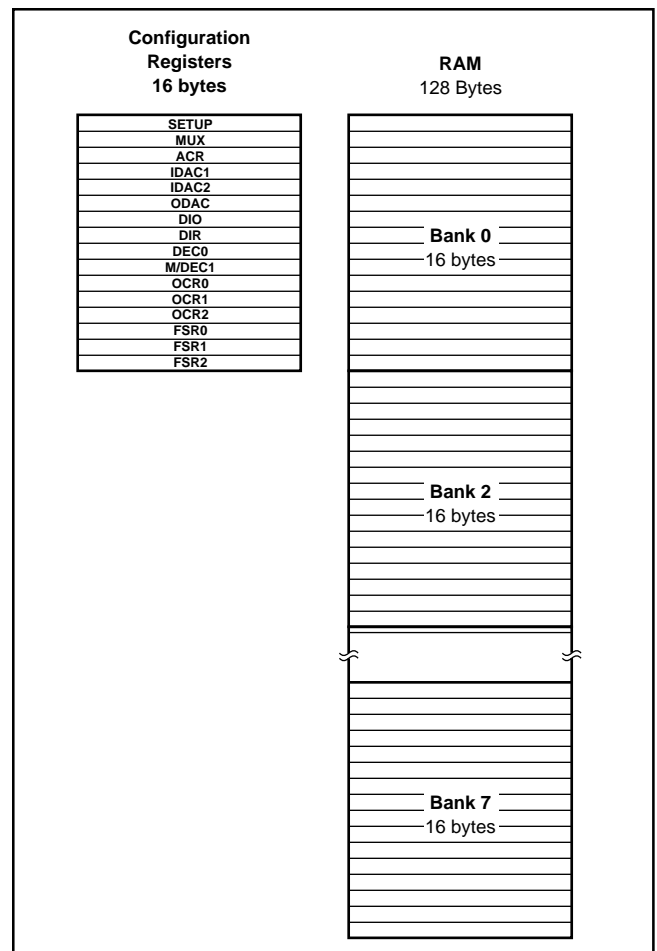 Configuration
Registers
16 bytes
SETUP
MUX
ACR
IDAC1
IDAC2
ODAC
DIO
DIR
DEC0
M/DEC1
OCR0
OCR1
OCR2
FSR0
FSR1
FSR2
RAM
128 Bytes
Bank 0
16 bytes
Bank 2
16 bytes
Bank 7
16 bytes